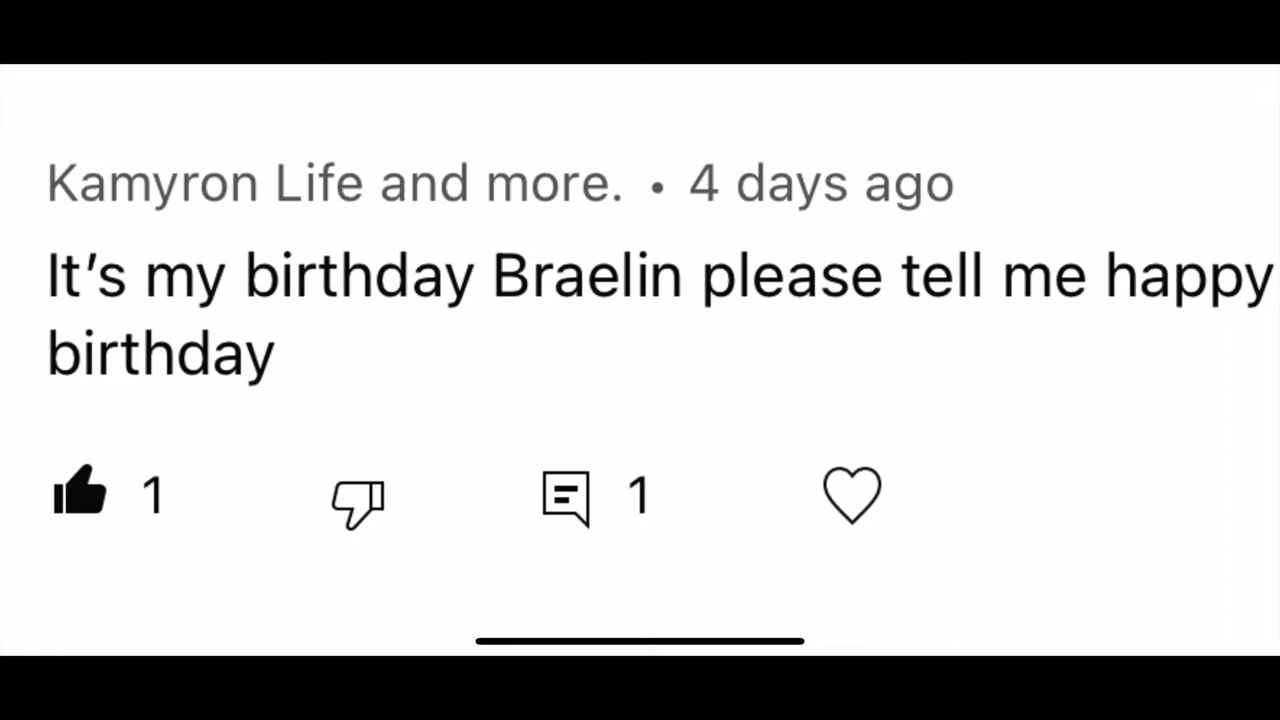 Kamyron Life and more. • 4 days ago
It’s my birthday Braelin please tell me happy
birthday
1 1